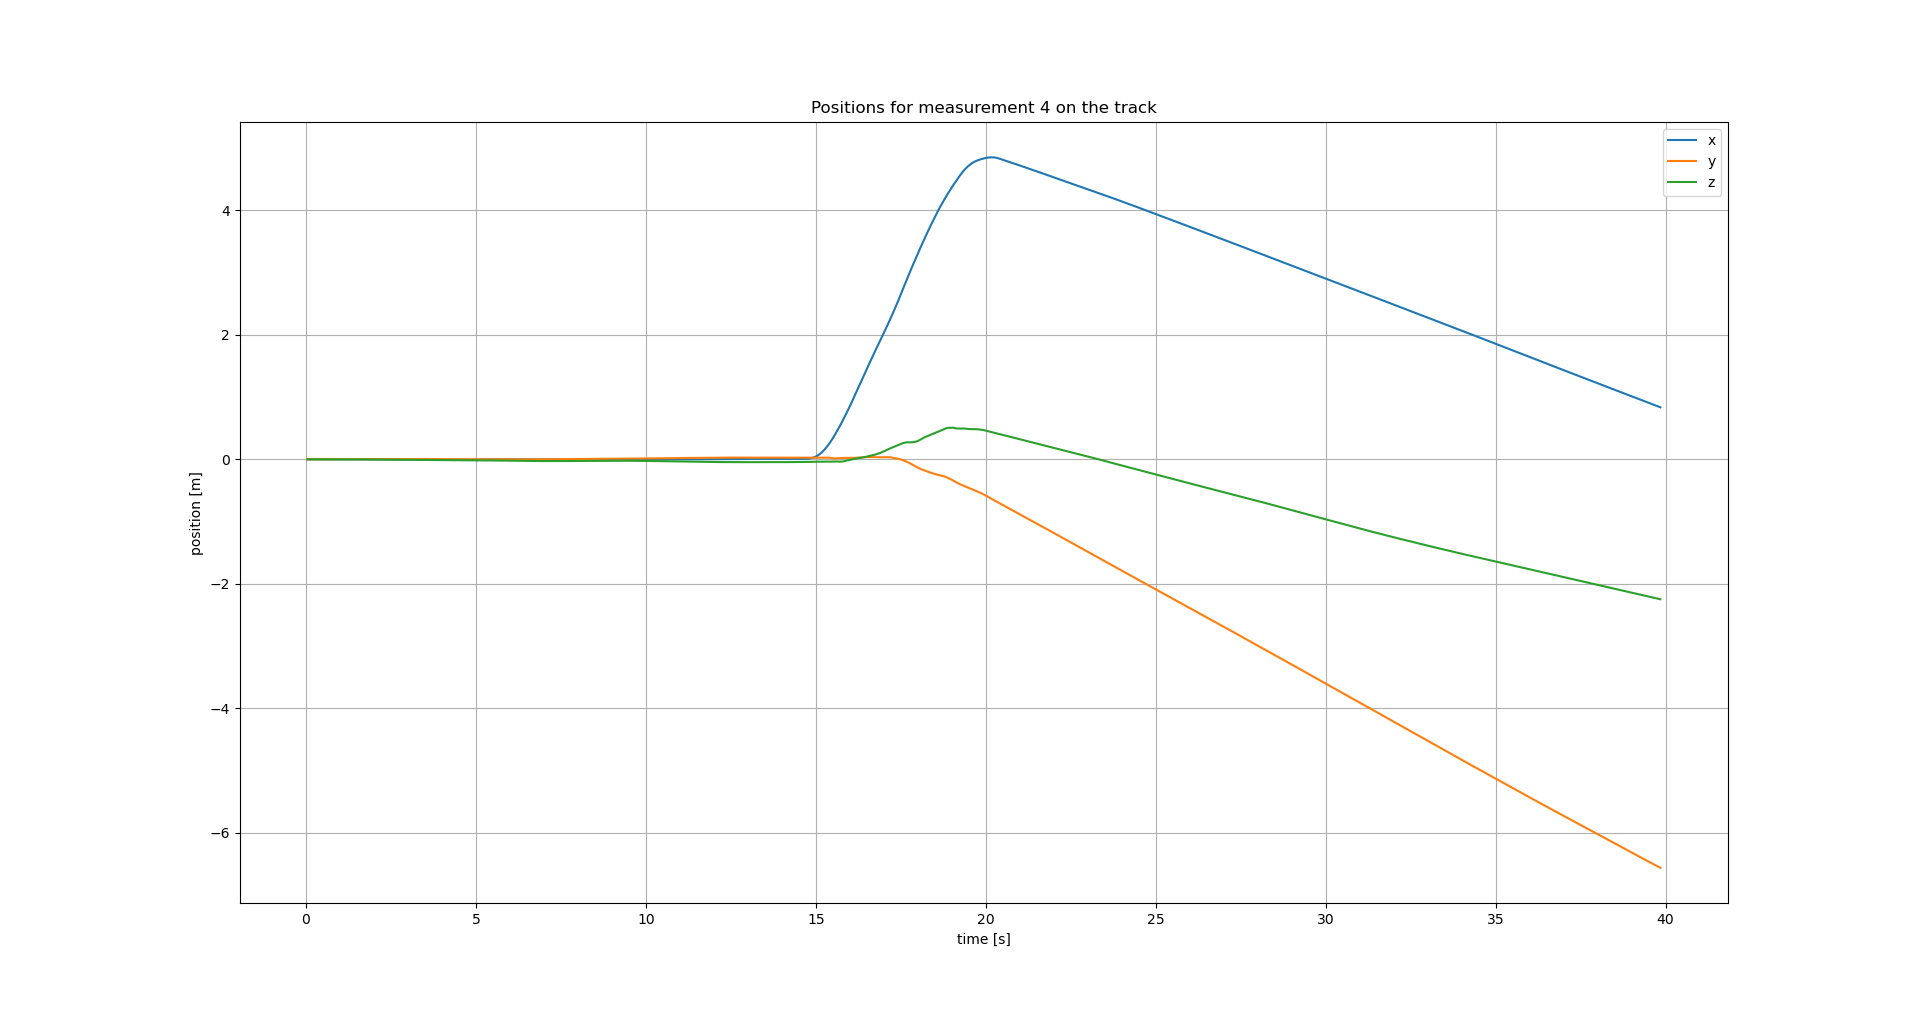 Positions for measurement 4 on the track
x
y
z
4
2
0
−2
−4
−6
position [m]
0 5 10 15 20 25 30 35 40
time [s]